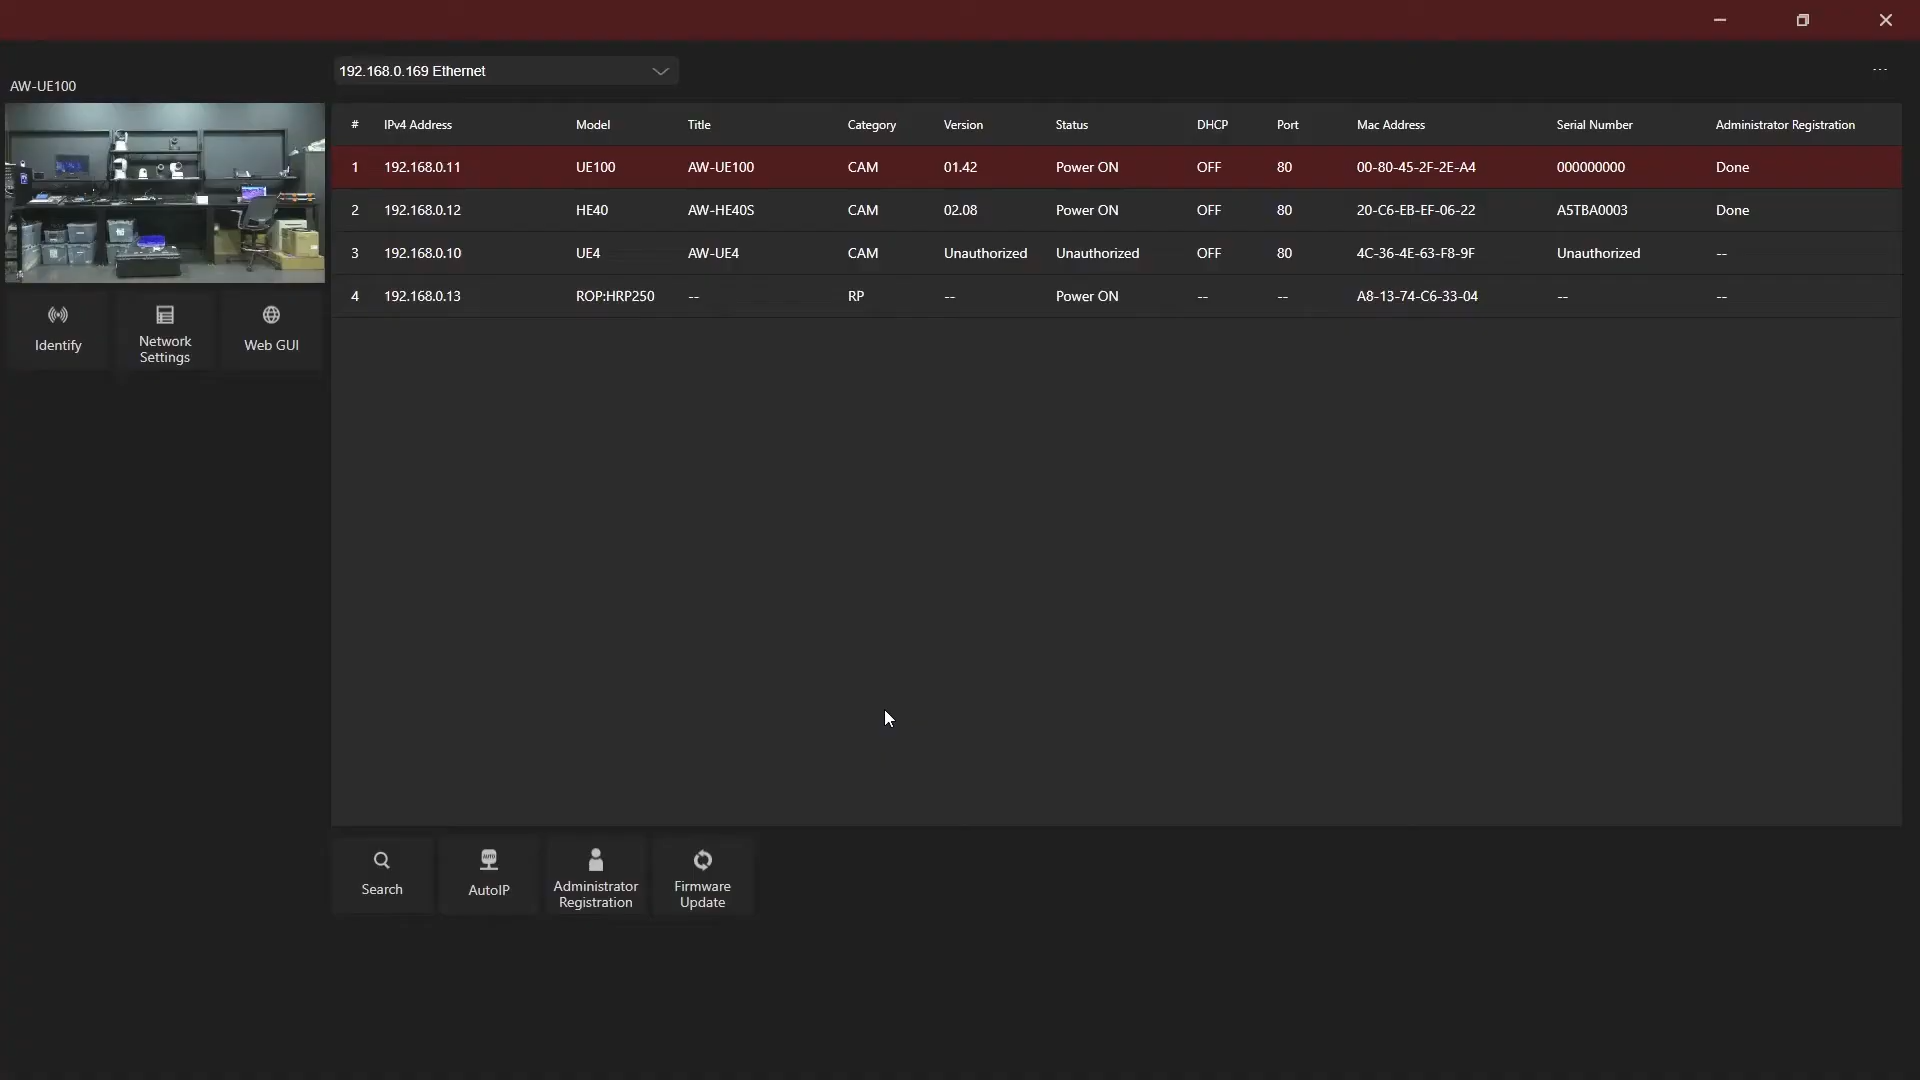 192.168.0.169 Ethernet
...
AW-UE100
# IPv4 Address Model Title Category Version Status DHCP Port Mac Address Serial Number Administrator Registration
1 192.168.0.11 UE100 AW-UE100 CAM 01.42 Power ON OFF 80 00-80-45-2F-2E-A4 000000000 Done
2 192.168.0.12 HE40 AW-HE40S CAM 02.08 Power ON OFF 80 20-C6-EB-EF-06-22 A5TBA0003 Done
3 192.168.0.10 UE4 AW-UE4 CAM Unauthorized Unauthorized OFF 80 4C-36-4E-63-F8-9F Unauthorized --
4 192.168.0.13 ROP:HRP250 -- RP -- Power ON -- -- A8-13-74-C6-33-04 -- --
Identify
Network
Settings
Web GUI
Search
AUTO
AutoIP
Administrator
Registration
Firmware
Update